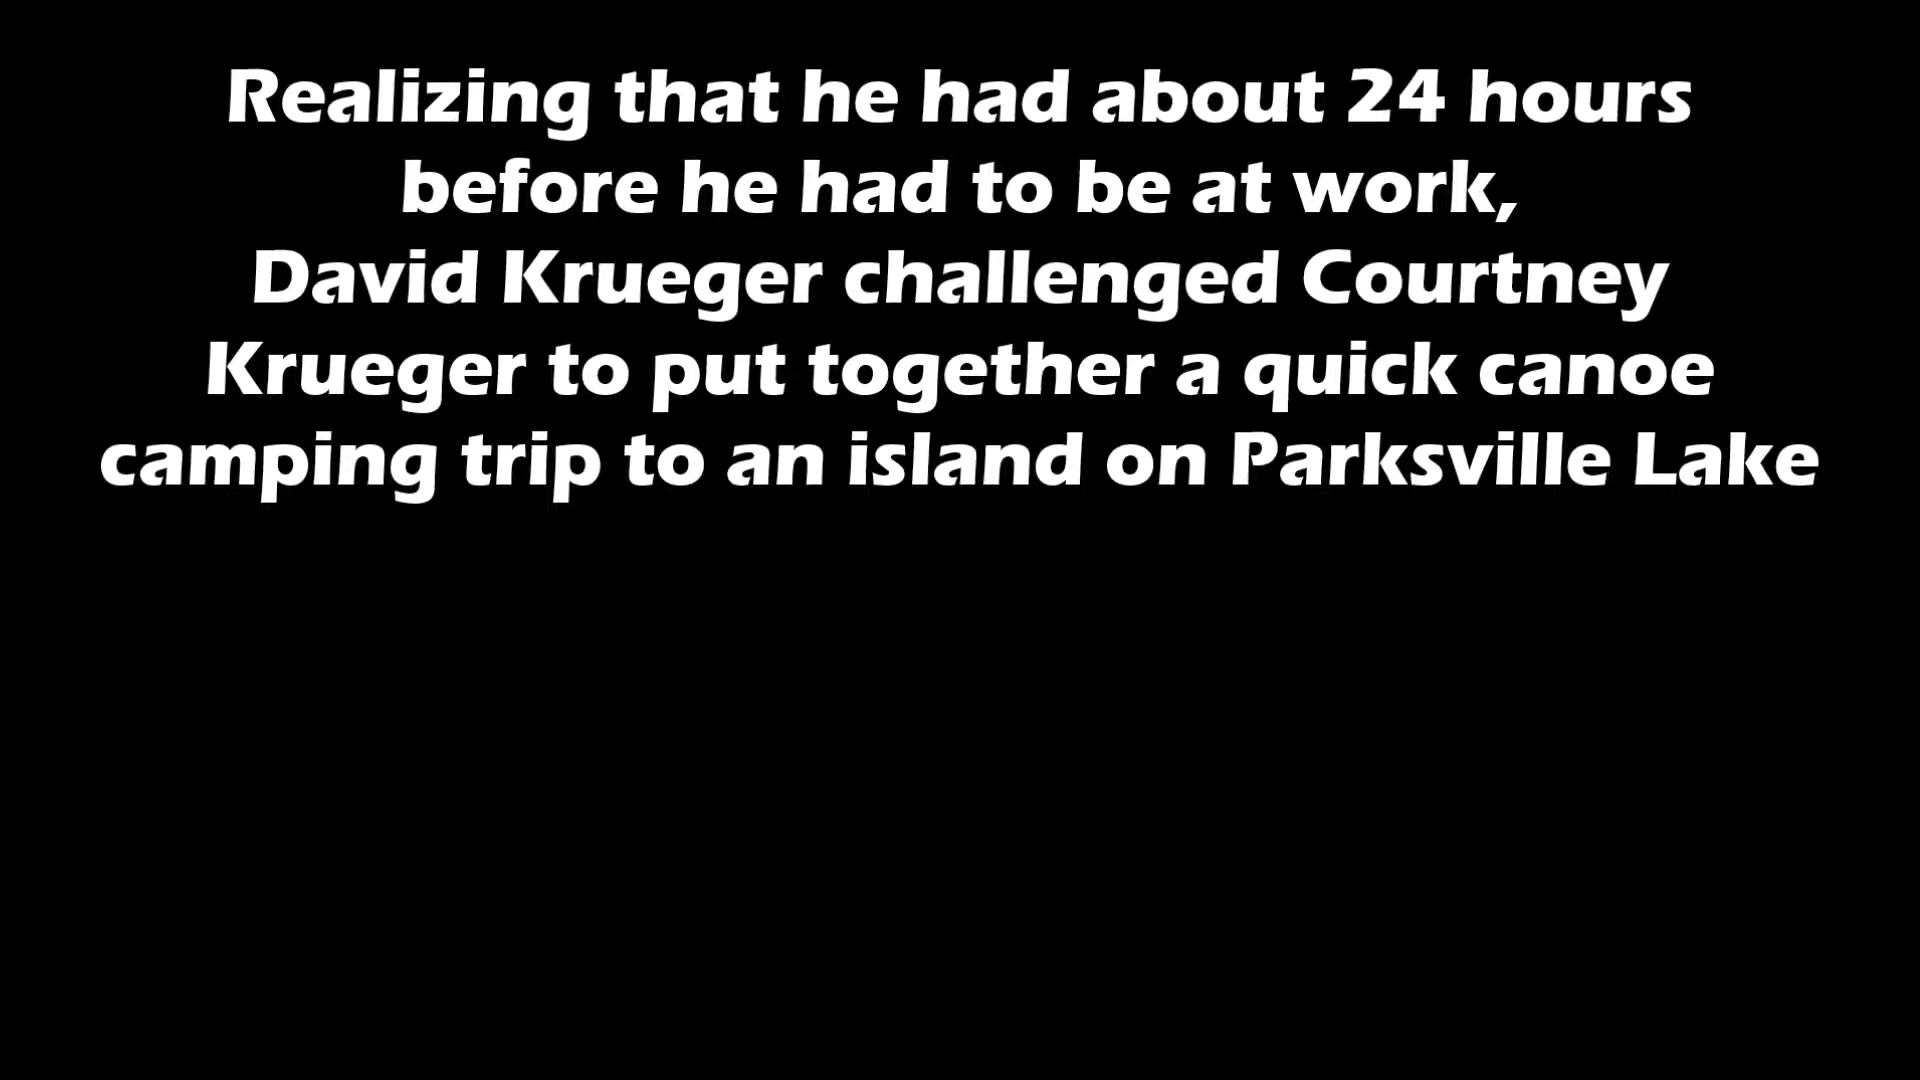 Realizing that he had about 24 hours
before he had to be at work,
David Krueger challenged Courtney
Krueger to put together a quick canoe
camping trip to an island on Parksville Lake